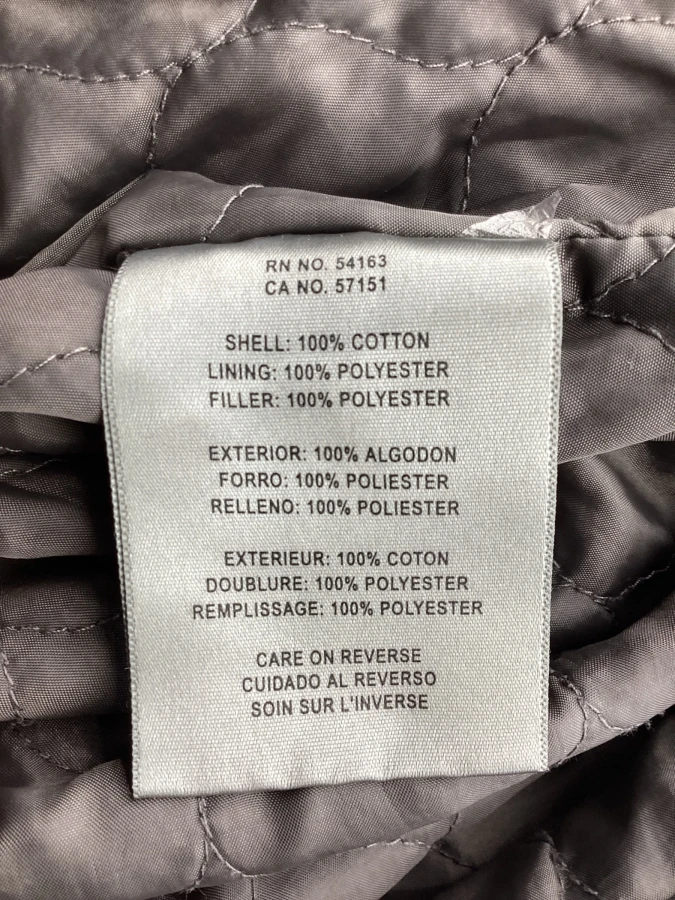 RN NO. 54163
CA NO. 57151
SHELL: 100% COTTON
LINING: 100% POLYESTER
FILLER: 100% POLYESTER
EXTERIOR: 100% ALGODON
FORRO: 100% POLIESTER
RELLENO: 100% POLIESTER
EXTERIEUR: 100% COTON
DOUBLURE: 100% POLYESTER
REMPLISSAGE: 100% POLYESTER
CARE ON REVERSE
CUIDADO AL REVERSO
SOIN SUR L'INVERSE